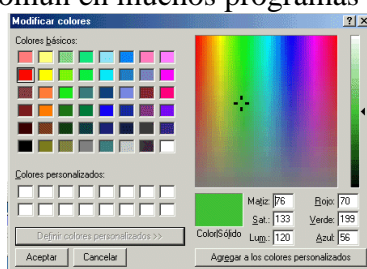 omún en muchos programas
Modificar colores
Colores básicos:
Colores personalizados:
Definir colores personalizados >>
Aceptar Cancelar
Color|Sólido
Matiz: 76 Rojo: 70
Sat.: 133 Verde: 199
Lum.: 120 Azul: 56
Agregar a los colores personalizados